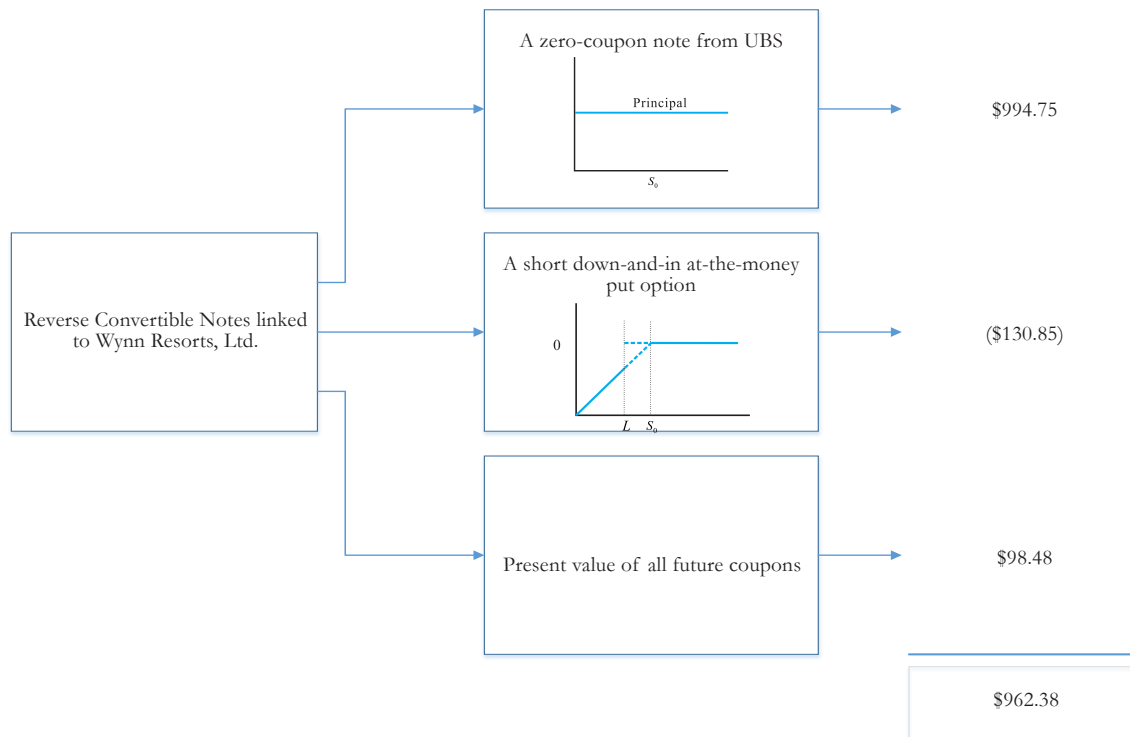 A zero-coupon note from UBS
Principal
S₀
$994.75
Reverse Convertible Notes linked
to Wynn Resorts, Ltd.
A short down-and-in at-the-money
put option
0
L S₀
($130.85)
Present value of all future coupons
$98.48
$962.38